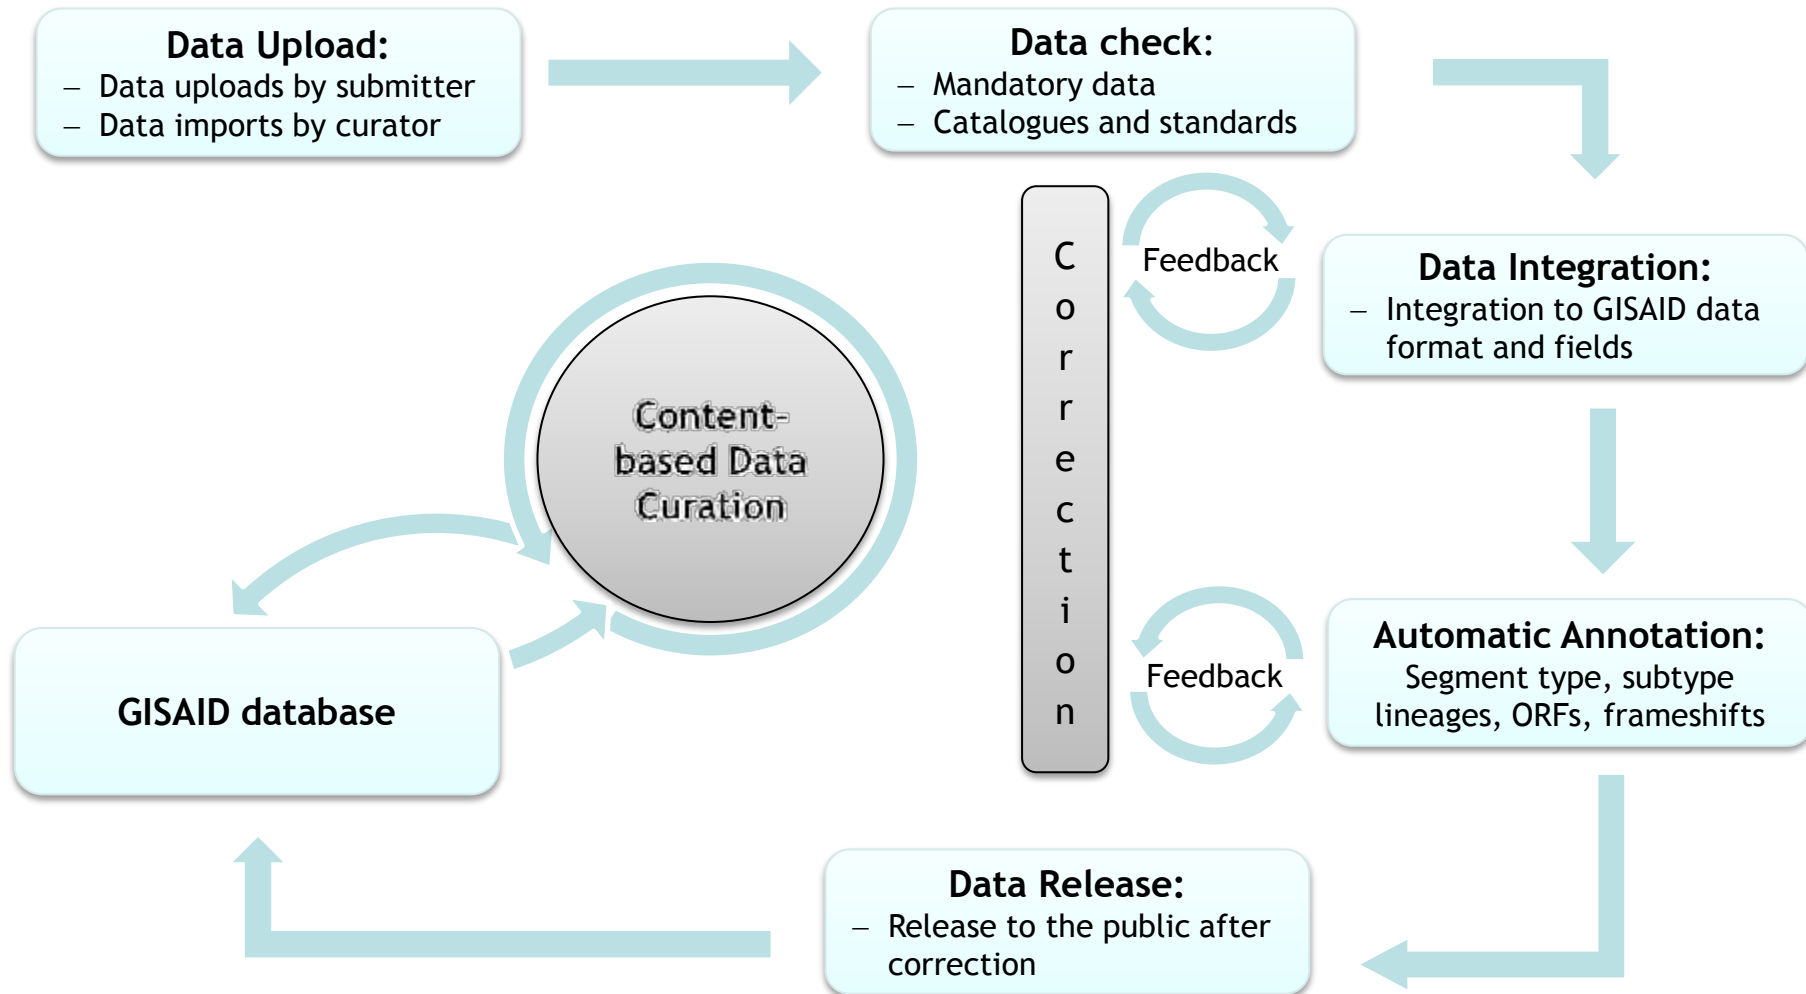 Data Upload:
– Data uploads by submitter
– Data imports by curator
Data check:
– Mandatory data
– Catalogues and standards
Correction
Feedback
Data Integration:
– Integration to GISAID data
format and fields
Content-
based Data
Curation
Feedback
Automatic Annotation:
Segment type, subtype
lineages, ORFs, frameshifts
GISAID database
Data Release:
– Release to the public after
correction